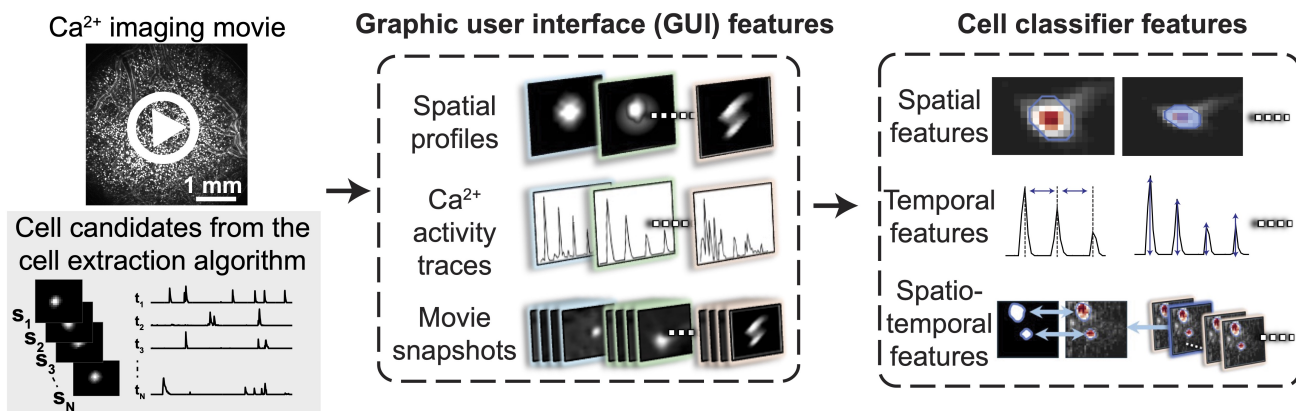 Ca²⁺ imaging movie
1 mm
Cell candidates from the
cell extraction algorithm
s₁
s₂
s₃
s_N
t₁
t₂
t₃
t_N
Graphic user interface (GUI) features
Spatial
profiles
Ca²⁺
activity
traces
Movie
snapshots
Cell classifier features
Spatial
features
Temporal
features
Spatio-
temporal
features